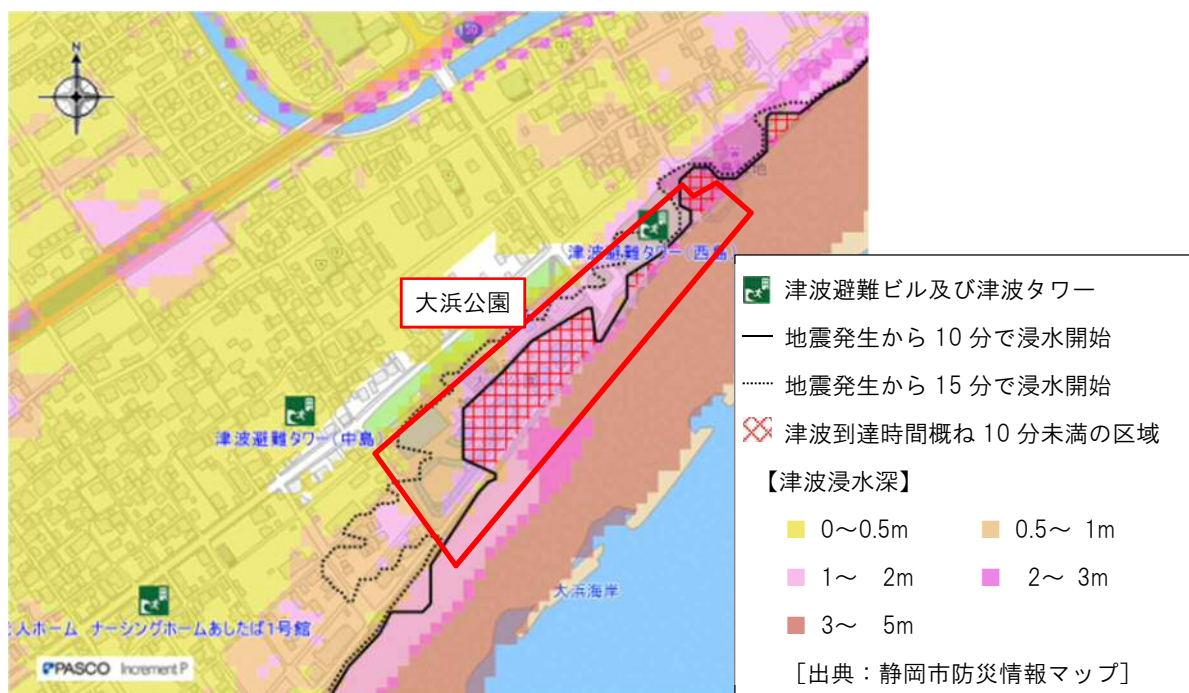 N
150
地
津波避難タワー(西島)
大浜公園
津波避難タワー(中島)
大浜海岸
人ホーム ナーシングホームあしたば1号館
PASCO Increment P
津波避難ビル及び津波タワー
地震発生から 10 分で浸水開始
地震発生から 15 分で浸水開始
津波到達時間概ね 10 分未満の区域
【津波浸水深】
0～0.5m 0.5～ 1m
1～ 2m 2～ 3m
3～ 5m
［出典：静岡市防災情報マップ］